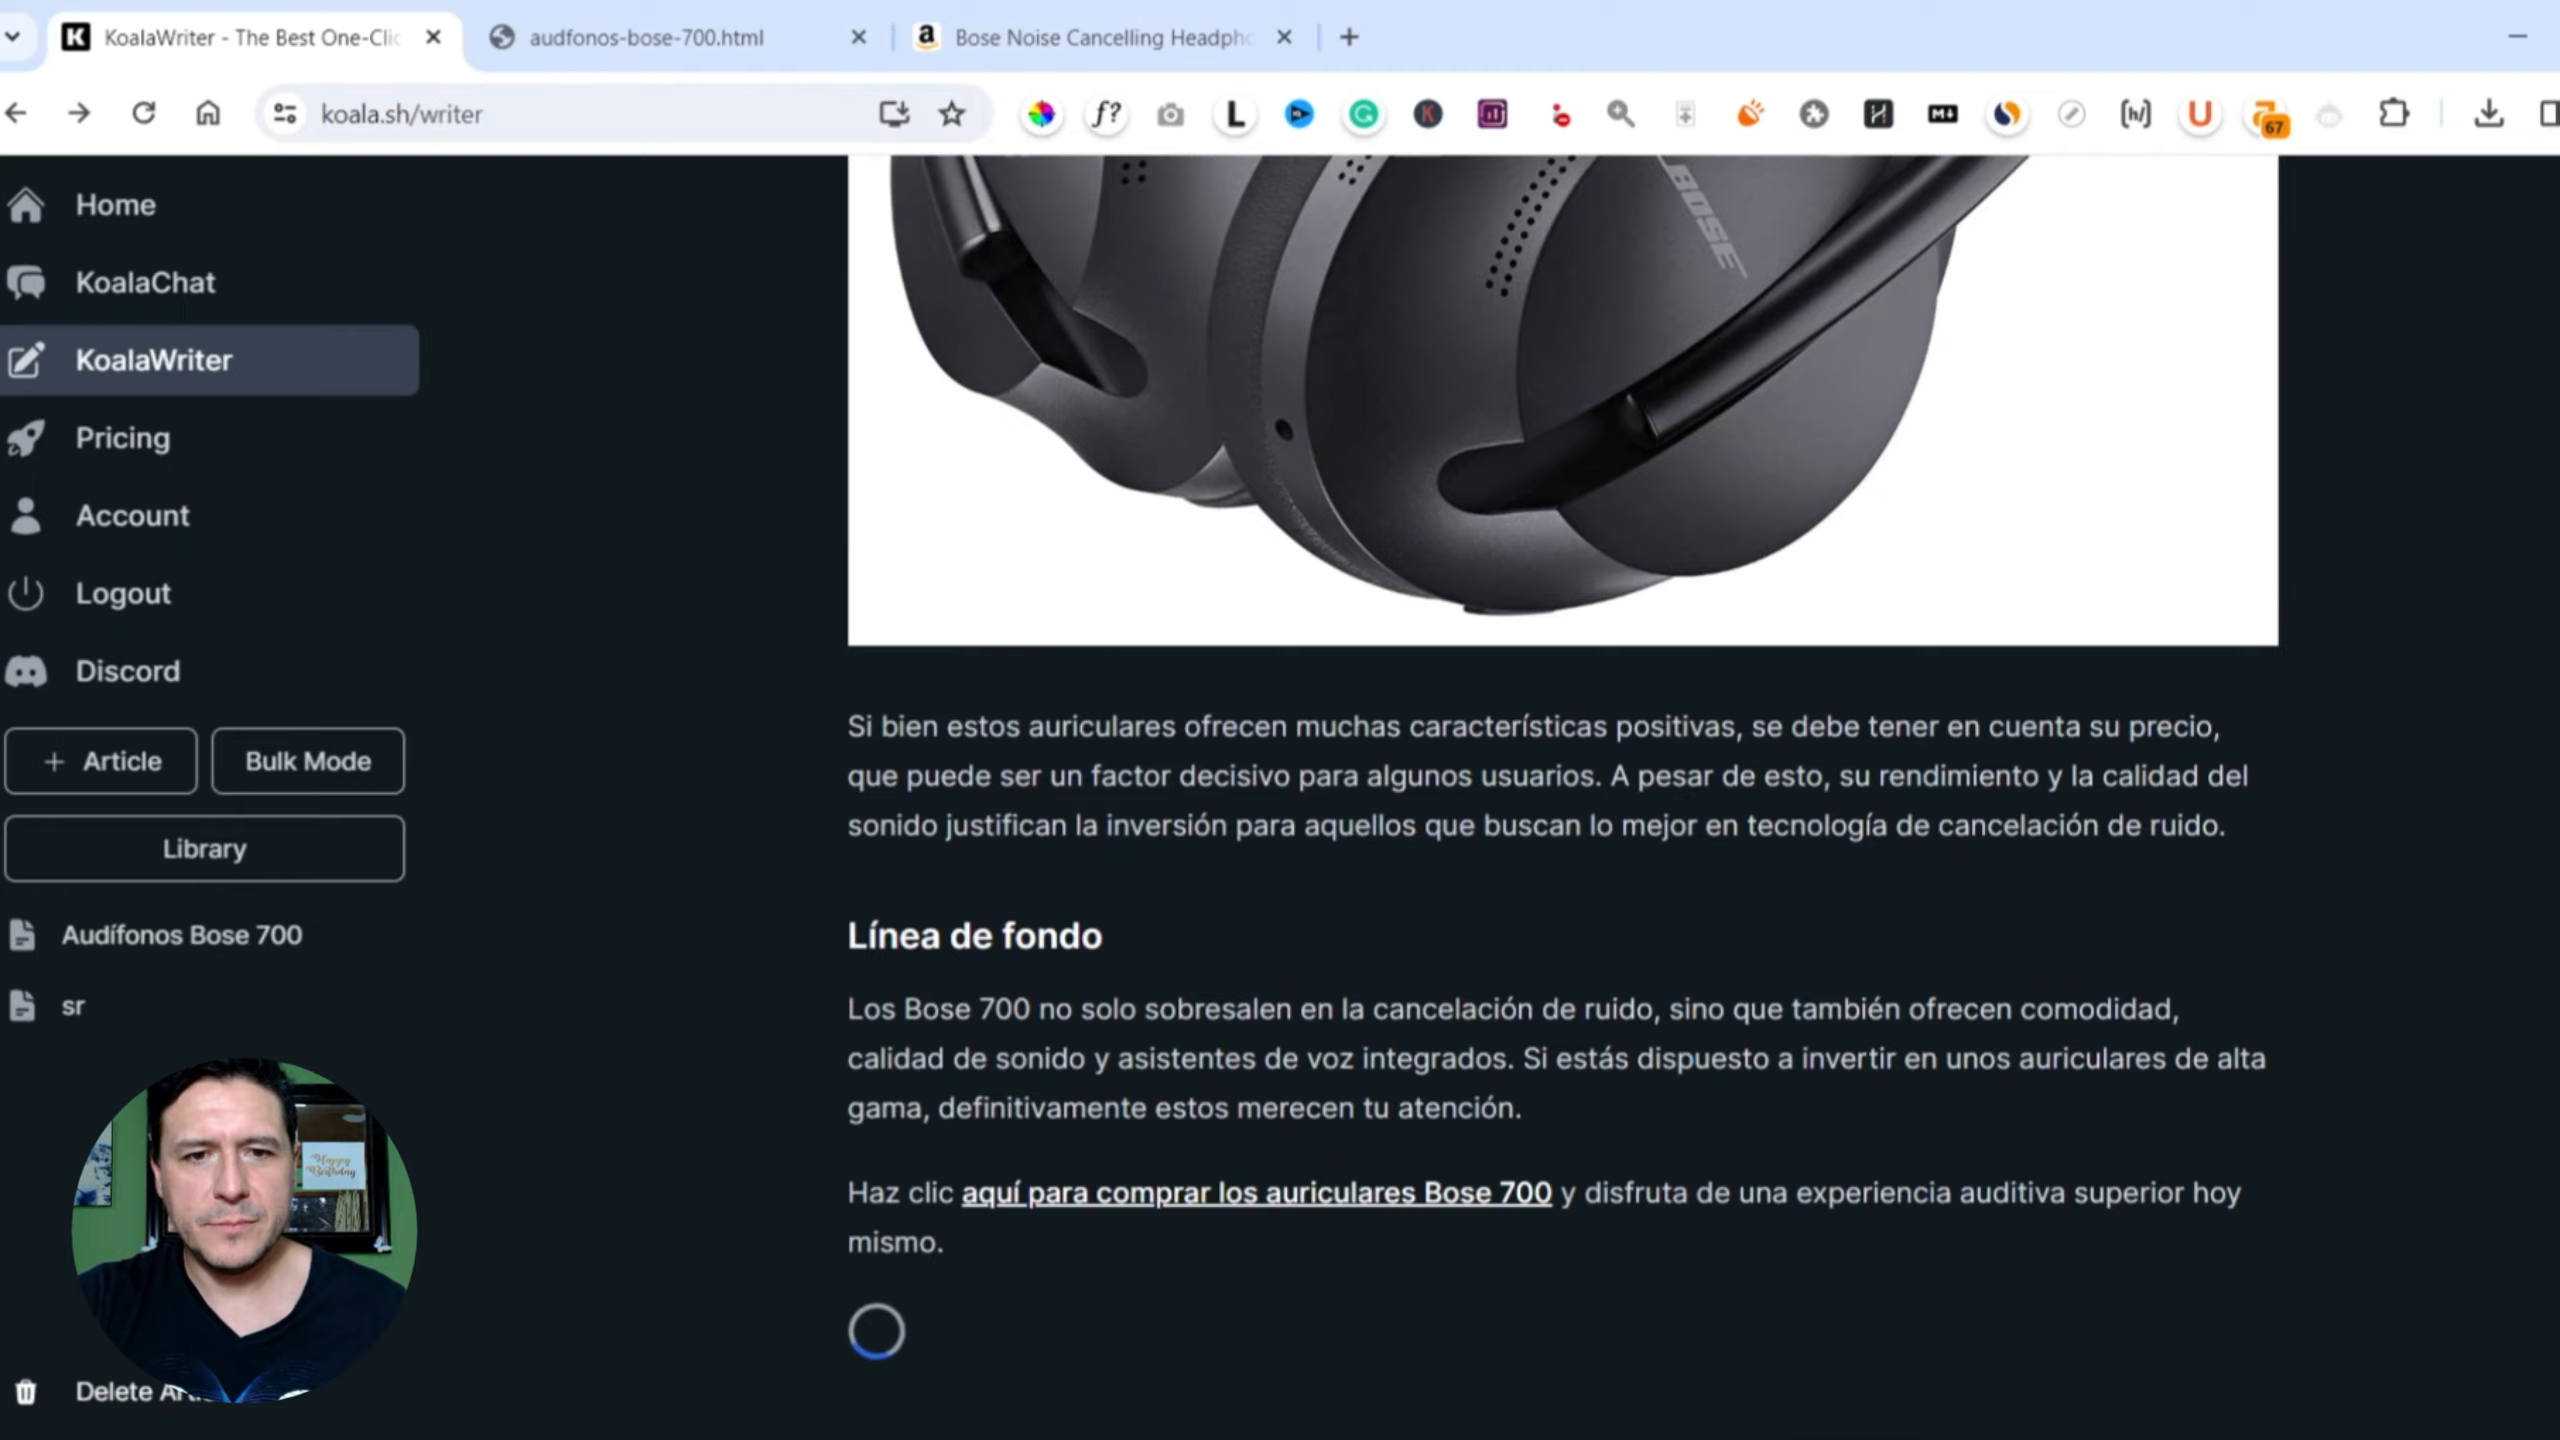 KoalaWriter - The Best One-Clic
audfonos-bose-700.html
Bose Noise Cancelling Headpho
koala.sh/writer
67
Home
KoalaChat
KoalaWriter
Pricing
Account
Logout
Discord
+ Article
Bulk Mode
Library
Audífonos Bose 700
sr
Happy
Birthday
Delete Art
BOSE
Si bien estos auriculares ofrecen muchas características positivas, se debe tener en cuenta su precio,
que puede ser un factor decisivo para algunos usuarios. A pesar de esto, su rendimiento y la calidad del
sonido justifican la inversión para aquellos que buscan lo mejor en tecnología de cancelación de ruido.
Línea de fondo
Los Bose 700 no solo sobresalen en la cancelación de ruido, sino que también ofrecen comodidad,
calidad de sonido y asistentes de voz integrados. Si estás dispuesto a invertir en unos auriculares de alta
gama, definitivamente estos merecen tu atención.
Haz clic aquí para comprar los auriculares Bose 700 y disfruta de una experiencia auditiva superior hoy
mismo.